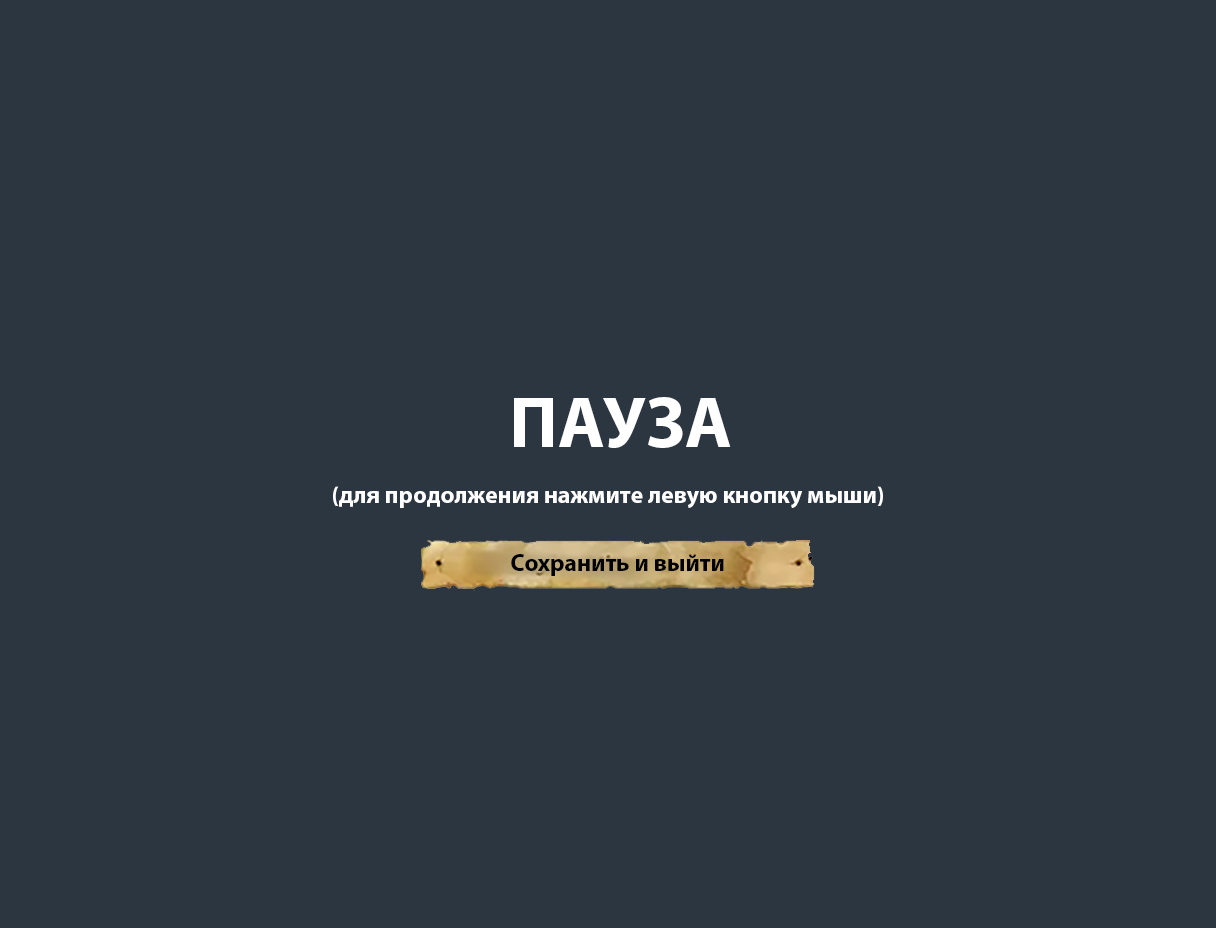 ПАУЗА
(для продолжения нажмите левую кнопку мыши)
Сохранить и выйти